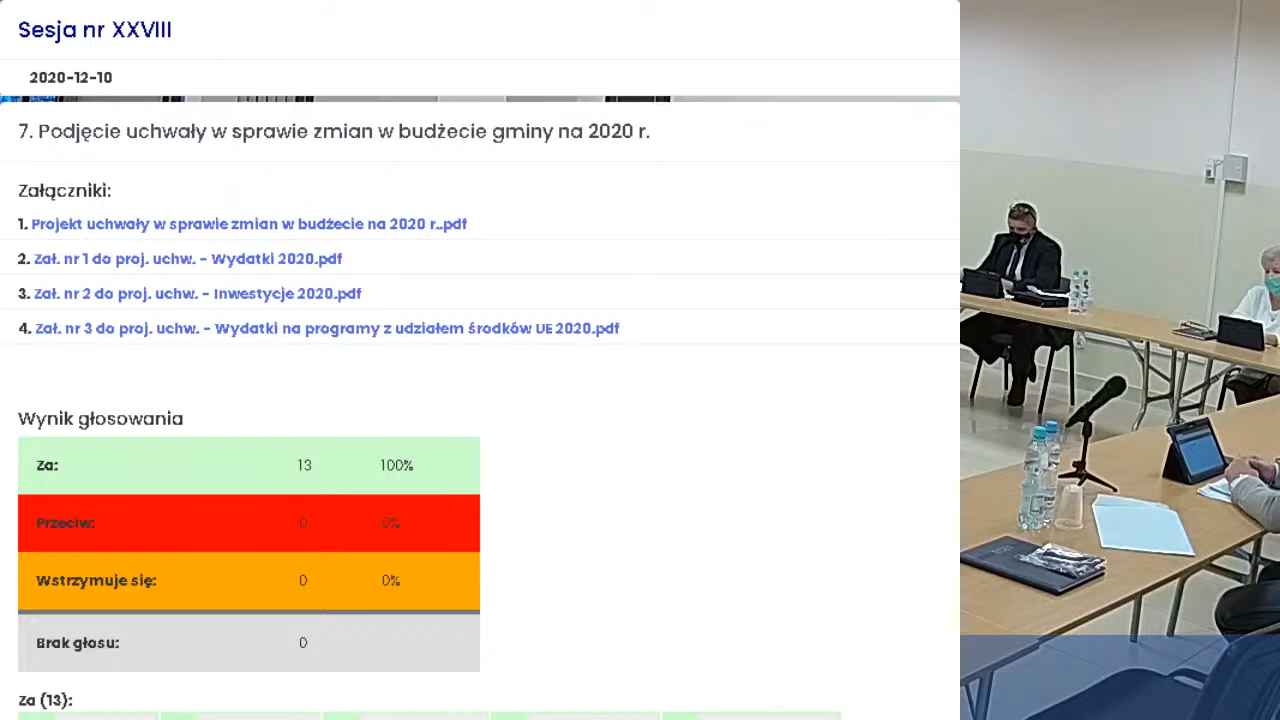 Sesja nr XXVIII
2020-12-10
7. Podjęcie uchwały w sprawie zmian w budżecie gminy na 2020 r.
Załączniki:
1. Projekt uchwały w sprawie zmian w budżecie na 2020 r..pdf
2. Zał. nr 1 do proj. uchw. - Wydatki 2020.pdf
3. Zał. nr 2 do proj. uchw. - Inwestycje 2020.pdf
4. Zał. nr 3 do proj. uchw. - Wydatki na programy z udziałem środków UE 2020.pdf
Wynik głosowania
Za: 13 100%
Przeciw: 0 0%
Wstrzymuje się: 0 0%
Brak głosu: 0
Za (13):